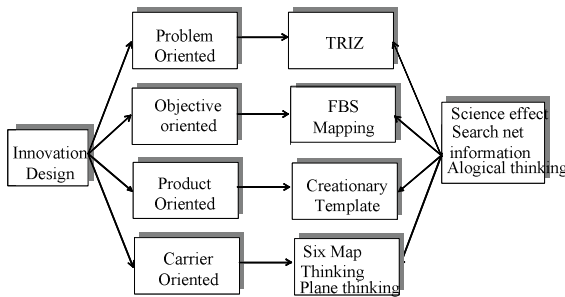 Problem
Oriented
TRIZ
Objective
oriented
FBS
Mapping
Innovation
Design
Science effect
Search net
information
Alogical thinking
Product
Oriented
Creationary
Template
Carrier
Oriented
Six Map
Thinking
Plane thinking